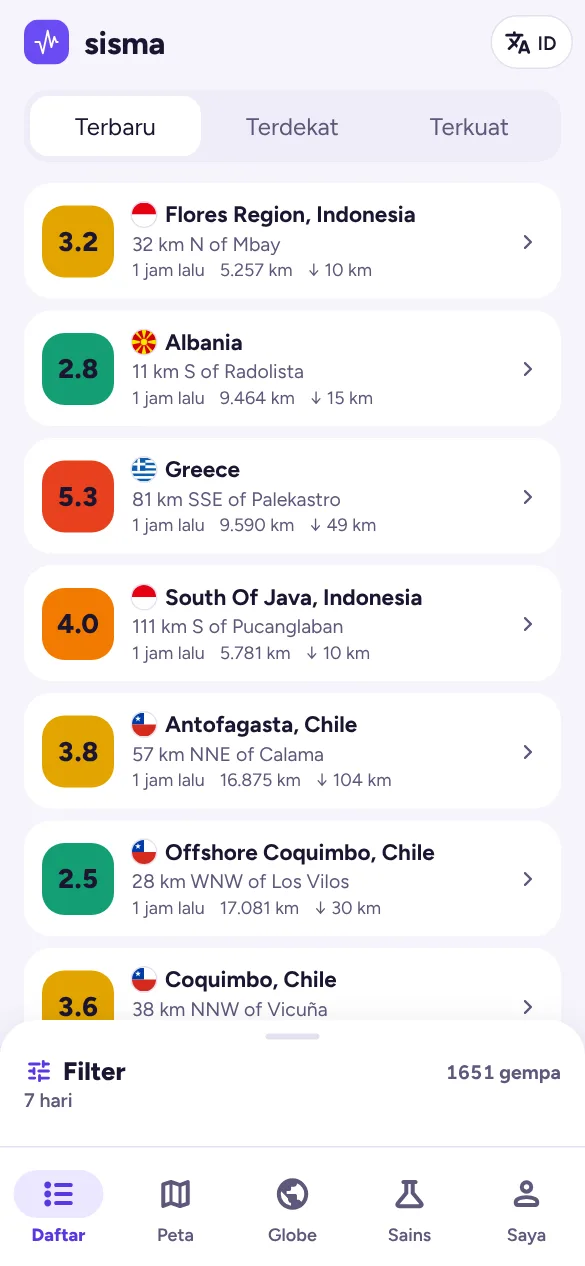 sisma
ID
Terbaru
Terdekat
Terkuat
3.2
Flores Region, Indonesia
32 km N of Mbay
1 jam lalu 5.257 km ↓ 10 km
2.8
Albania
11 km S of Radolista
1 jam lalu 9.464 km ↓ 15 km
5.3
Greece
81 km SSE of Palekastro
1 jam lalu 9.590 km ↓ 49 km
4.0
South Of Java, Indonesia
111 km S of Pucanglaban
1 jam lalu 5.781 km ↓ 10 km
3.8
Antofagasta, Chile
57 km NNE of Calama
1 jam lalu 16.875 km ↓ 104 km
2.5
Offshore Coquimbo, Chile
28 km WNW of Los Vilos
1 jam lalu 17.081 km ↓ 30 km
3.6
Coquimbo, Chile
38 km NNW of Vicuña
Filter
1651 gempa
7 hari
Daftar
Peta
Globe
Sains
Saya